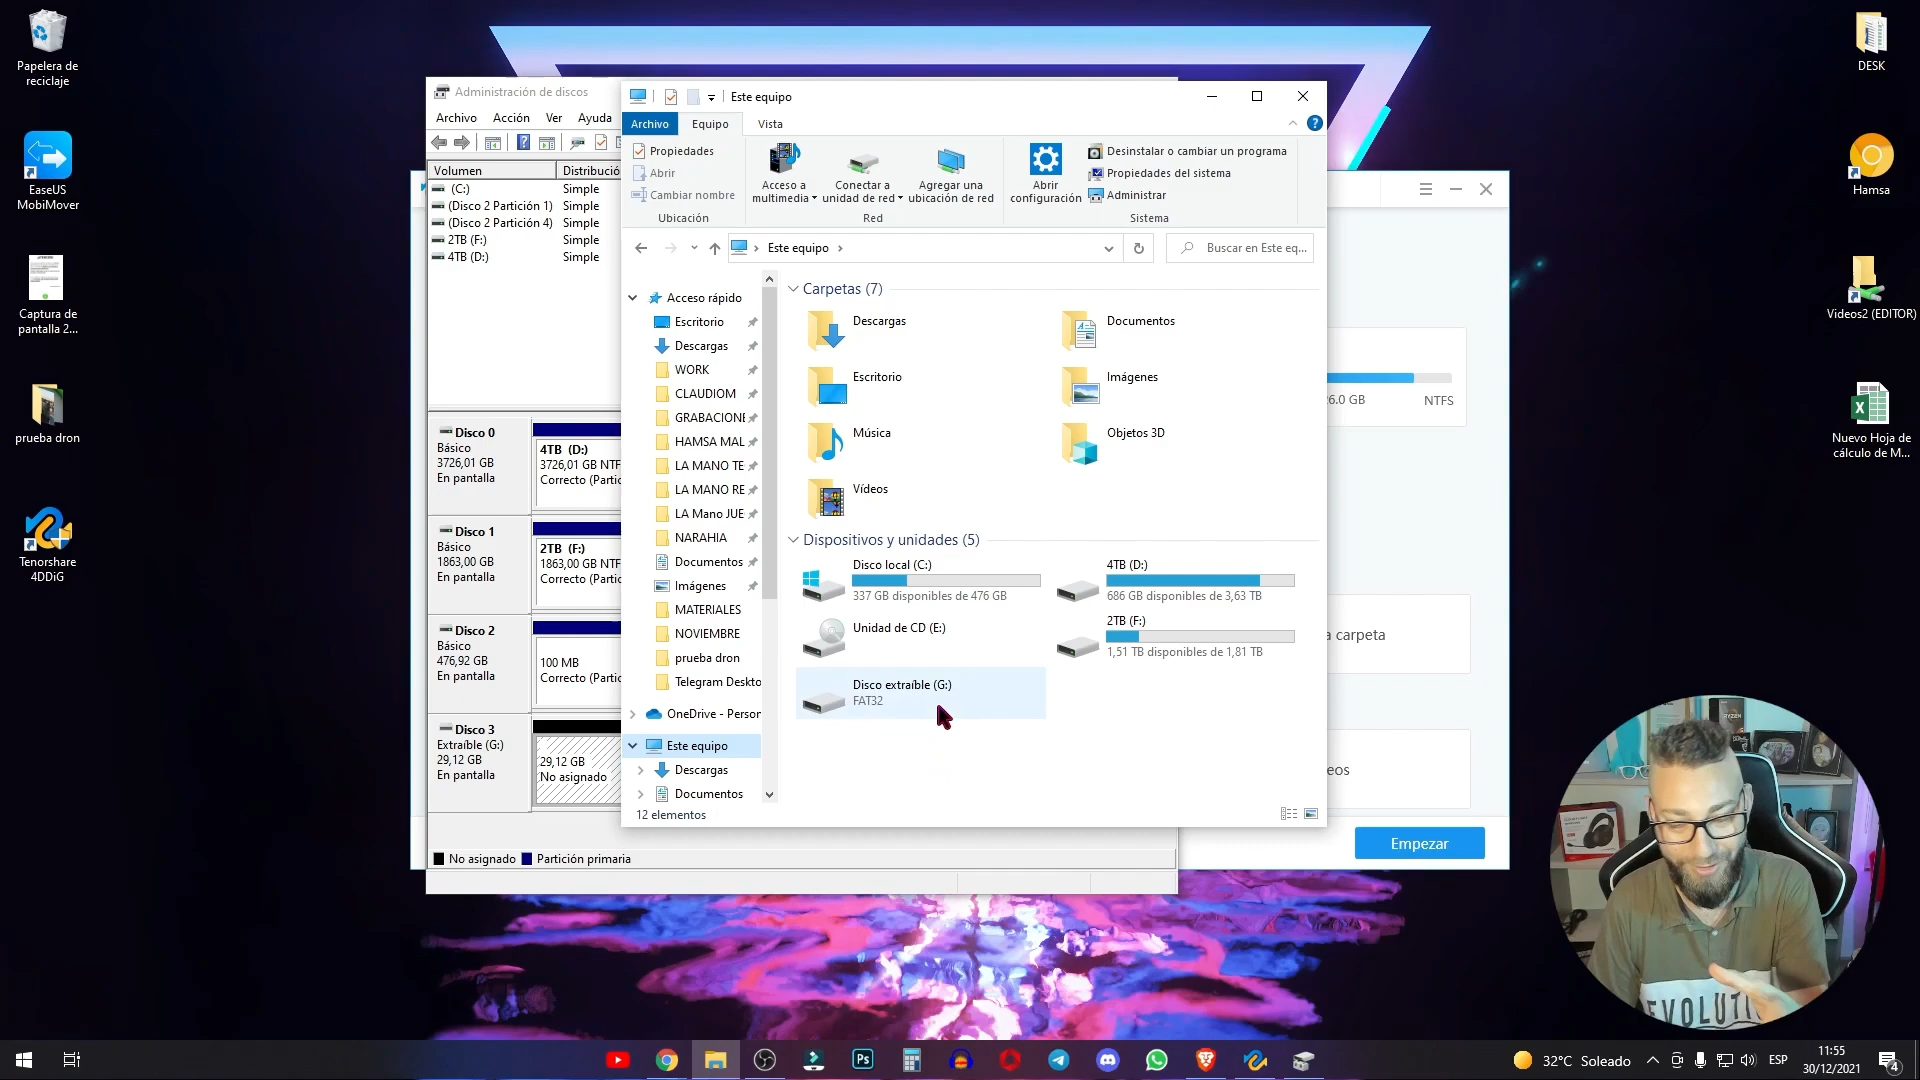 Papelera de
reciclaje
EaseUS
MobiMover
Captura de
pantalla 2...
prueba dron
Tenorshare
4DDiG
DESK
Hamsa
Videos2 (EDITOR)
Nuevo Hoja de
cálculo de M...
Administración de discos
Archivo Acción Ver Ayuda
Volumen Distribució
(C:) Simple
(Disco 2 Partición 1) Simple
(Disco 2 Partición 4) Simple
2TB (F:) Simple
4TB (D:) Simple
Disco 0
Básico
3726,01 GB
En pantalla
4TB (D:)
3726,01 GB NTF
Correcto (Partic
Disco 1
Básico
1863,00 GB
En pantalla
2TB (F:)
1863,00 GB NT
Correcto (Partic
Disco 2
Básico
476,92 GB
En pantalla
100 MB
Correcto (Partic
Disco 3
Extraíble (G:)
29,12 GB
En pantalla
29,12 GB
No asignado
No asignado Partición primaria
Este equipo
Archivo Equipo Vista
Propiedades
Abrir
Cambiar nombre
Ubicación
Acceso a
multimedia
Conectar a
unidad de red
Agregar una
ubicación de red
Red
Abrir
configuración
Desinstalar o cambiar un programa
Propiedades del sistema
Administrar
Sistema
Este equipo
Buscar en Este eq...
Acceso rápido
Escritorio
Descargas
WORK
CLAUDIOM
GRABACIONE
HAMSA MAL
LA MANO TE
LA MANO RE
LA Mano JUE
NARAHIA
Documentos
Imágenes
MATERIALES
NOVIEMBRE
prueba dron
Telegram Deskto
OneDrive - Person
Este equipo
Descargas
Documentos
Carpetas (7)
Descargas
Documentos
Escritorio
Imágenes
Música
Objetos 3D
Vídeos
Dispositivos y unidades (5)
Disco local (C:)
337 GB disponibles de 476 GB
4TB (D:)
686 GB disponibles de 3,63 TB
Unidad de CD (E:)
2TB (F:)
1,51 TB disponibles de 1,81 TB
Disco extraíble (G:)
FAT32
12 elementos
6.0 GB NTFS
a carpeta
eos
Empezar
RYZEN
EVOLUTI
Ps
32°C Soleado
ESP
11:55
30/12/2021
4